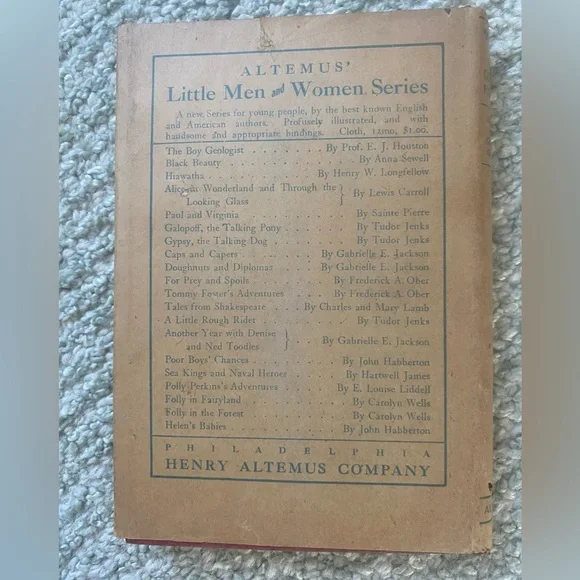 ALTEMUS'
Little Men and Women Series
A new Series for young people, by the best known English
and American authors. Profusely illustrated, and with
handsome and appropriate bindings. Cloth, 12mo, $1.00.
The Boy Geologist . . . . . . . By Prof. E. J. Houston
Black Beauty . . . . . . . . . By Anna Sewell
Hiawatha . . . . . . . By Henry W. Longfellow
Alice in Wonderland and Through the
Looking Glass . . . . . . } By Lewis Carroll
Paul and Virginia . . . . . . . By Sainte Pierre
Galopoff, the Talking Pony . . . . . By Tudor Jenks
Gypsy, the Talking Dog . . . . . . By Tudor Jenks
Caps and Capers . . . . . By Gabrielle E. Jackson
Doughnuts and Diplomas . . . By Gabrielle E. Jackson
For Prey and Spoils . . . . . By Frederick A. Ober
Tommy Foster's Adventures . . . By Frederick A. Ober
Tales from Shakespeare . . . By Charles and Mary Lamb
A Little Rough Rider . . . . . . By Tudor Jenks
Another Year with Denise
and Ned Toodles } . . By Gabrielle E. Jackson
Poor Boys' Chances . . . . . . By John Habberton
Sea Kings and Naval Heroes . . . By Hartwell James
Polly Perkins's Adventures . . . By E. Louise Liddell
Folly in Fairyland . . . . . . By Carolyn Wells
Folly in the Forest . . . . . . By Carolyn Wells
Helen's Babies . . . . . . . By John Habberton
PHILADELPHIA
HENRY ALTEMUS COMPANY